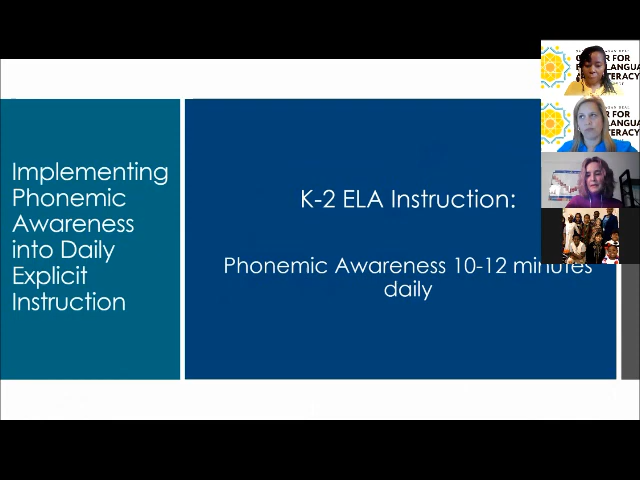 Implementing
Phonemic
Awareness
into Daily
Explicit
Instruction
K-2 ELA Instruction:
Phonemic Awareness 10-12 minutes
daily